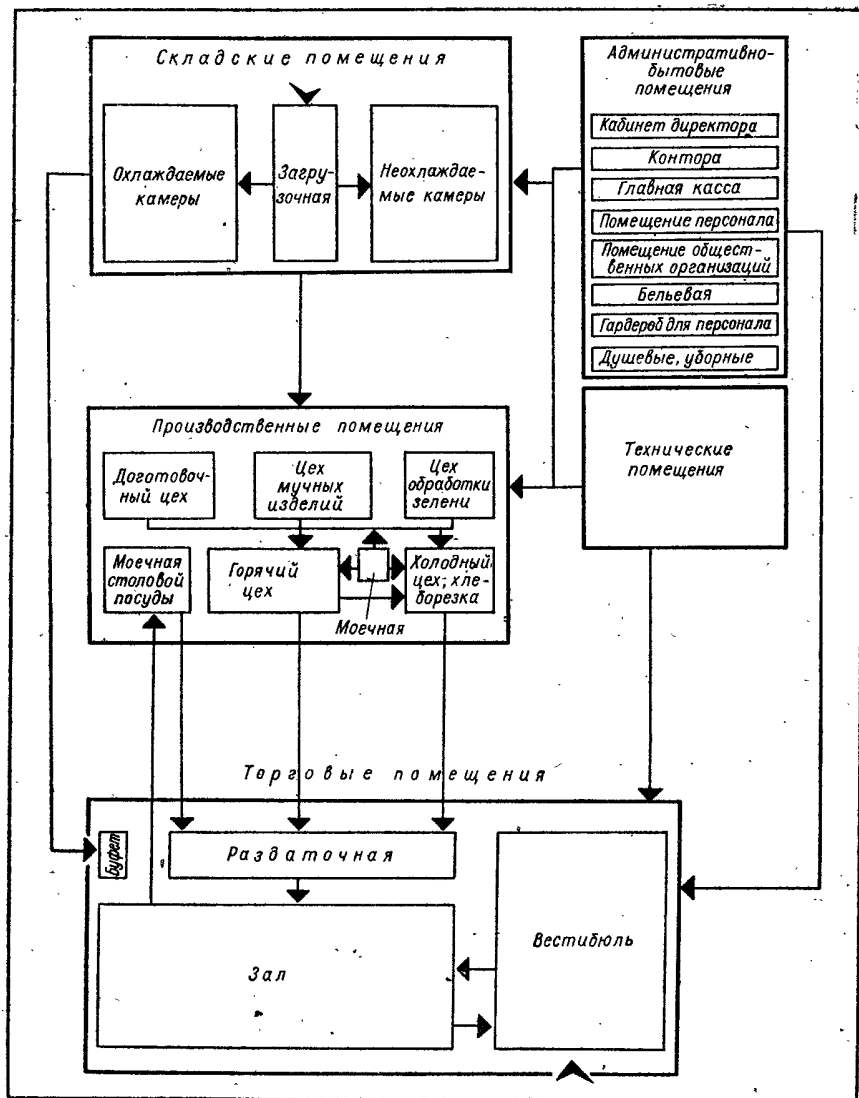 Складские помещения
Охлаждаемые
камеры
Загру-
зочная
Неохлаждае-
мые камеры
Административно-
бытовые
помещения
Кабинет директора
Контора
Главная касса
Помещение персонала
Помещение общест-
венных организаций
Бельевая
Гардероб для персонала
Душевые, уборные
Производственные помещения
Доготовоч-
ный цех
Цех
мучных
изделий
Цех
обработки
зелени
Моечная
столовой
посуды
Горячий
цех
Холодный
цех; хле-
борезка
Моечная
Технические
помещения
Торговые помещения
Буфет
Раздаточная
Зал
Вестибюль